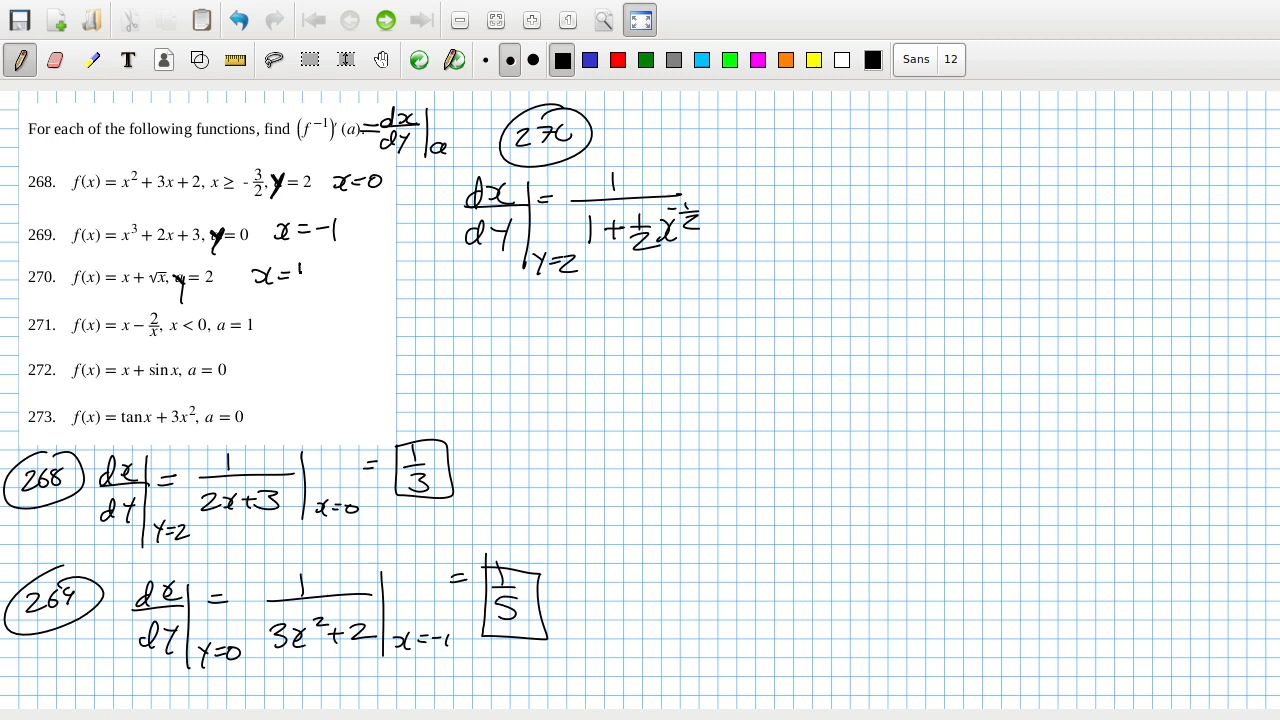 Sans 12
For each of the following functions, find (f⁻¹)′(a). = dx/dy |a
268. f(x) = x² + 3x + 2, x ≥ -3/2, y = 2 x=0
269. f(x) = x³ + 2x + 3, y = 0 x=-1
270. f(x) = x + √x, y = 2 x=1
271. f(x) = x − 2/x, x < 0, a = 1
272. f(x) = x + sin x, a = 0
273. f(x) = tan x + 3x², a = 0
268 dx/dy |y=2 = 1/(2x+3) |x=0 = 1/3
269 dx/dy |y=0 = 1/(3x²+2) |x=-1 = 1/5
270
dx/dy |y=2 = 1/(1+½x^(-1/2))